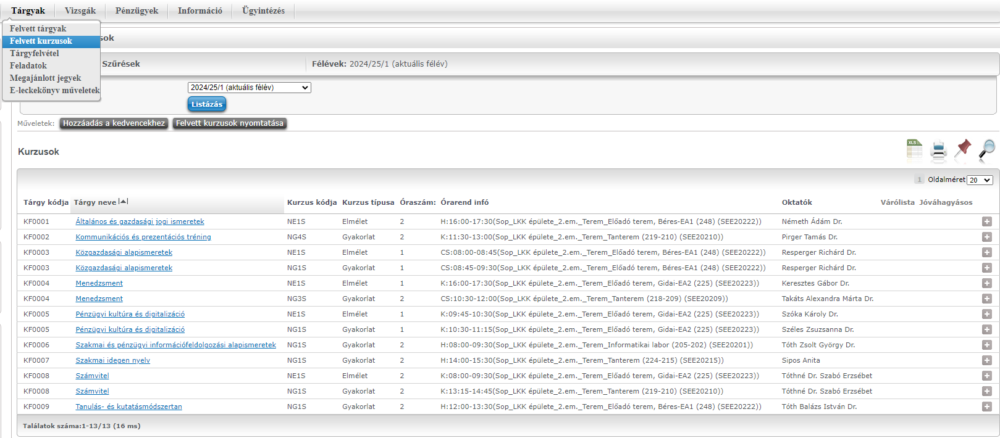 Tárgyak Vizsgák Pénzügyek Információ Ügyintézés
Felvett tárgyak
Felvett kurzusok
Tárgyfelvétel
Feladatok
Megajánlott jegyek
E-leckekönyv műveletek
sok
Szűrések Félévek: 2024/25/1 (aktuális félév)
2024/25/1 (aktuális félév)
Listázás
Műveletek: Hozzáadás a kedvencekhez Felvett kurzusok nyomtatása
Kurzusok
XLS
1 Oldalméret 20
Tárgy kódja Tárgy neve Kurzus kódja Kurzus típusa Óraszám: Órarend infó Oktatók Várólista Jóváhagyásos
KF0001 Általános és gazdasági jogi ismeretek NE1S Elmélet 2 H:16:00-17:30(Sop_LKK épülete_2.em._Terem_Előadó terem, Béres-EA1 (248) (SEE20222)) Németh Ádám Dr.
KF0002 Kommunikációs és prezentációs tréning NG4S Gyakorlat 2 K:11:30-13:00(Sop_LKK épülete_2.em._Terem_Tanterem (219-210) (SEE20210)) Pirger Tamás Dr.
KF0003 Közgazdasági alapismeretek NE1S Elmélet 1 CS:08:00-08:45(Sop_LKK épülete_2.em._Terem_Előadó terem, Béres-EA1 (248) (SEE20222)) Resperger Richárd Dr.
KF0003 Közgazdasági alapismeretek NG1S Gyakorlat 1 CS:08:45-09:30(Sop_LKK épülete_2.em._Terem_Előadó terem, Béres-EA1 (248) (SEE20222)) Resperger Richárd Dr.
KF0004 Menedzsment NE1S Elmélet 1 K:16:00-17:30(Sop_LKK épülete_2.em._Terem_Előadó terem, Gidai-EA2 (225) (SEE20223)) Keresztes Gábor Dr.
KF0004 Menedzsment NG3S Gyakorlat 2 CS:10:30-12:00(Sop_LKK épülete_2.em._Terem_Tanterem (218-209) (SEE20209)) Takáts Alexandra Márta Dr.
KF0005 Pénzügyi kultúra és digitalizáció NE1S Elmélet 1 K:09:45-10:30(Sop_LKK épülete_2.em._Terem_Előadó terem, Gidai-EA2 (225) (SEE20223)) Szóka Károly Dr.
KF0005 Pénzügyi kultúra és digitalizáció NG1S Gyakorlat 1 K:10:30-11:15(Sop_LKK épülete_2.em._Terem_Előadó terem, Gidai-EA2 (225) (SEE20223)) Széles Zsuzsanna Dr.
KF0006 Szakmai és pénzügyi információfeldolgozási alapismeretek NG1S Gyakorlat 2 H:08:00-09:30(Sop_LKK épülete_2.em._Terem_Informatikai labor (205-202) (SEE20201)) Tóth Zsolt György Dr.
KF0007 Szakmai idegen nyelv NG1S Gyakorlat 2 H:14:00-15:30(Sop_LKK épülete_2.em._Terem_Tanterem (224-215) (SEE20215)) Sipos Anita
KF0008 Számvitel NE1S Elmélet 2 K:08:00-09:30(Sop_LKK épülete_2.em._Terem_Előadó terem, Gidai-EA2 (225) (SEE20223)) Tóthné Dr. Szabó Erzsébet
KF0008 Számvitel NG1S Gyakorlat 2 K:13:15-14:45(Sop_LKK épülete_2.em._Terem_Tanterem (219-210) (SEE20210)) Tóthné Dr. Szabó Erzsébet
KF0009 Tanulás- és kutatásmódszertan NG1S Gyakorlat 2 H:12:00-13:30(Sop_LKK épülete_2.em._Terem_Előadó terem, Béres-EA1 (248) (SEE20222)) Tóth Balázs István Dr.
Találatok száma:1-13/13 (16 ms)